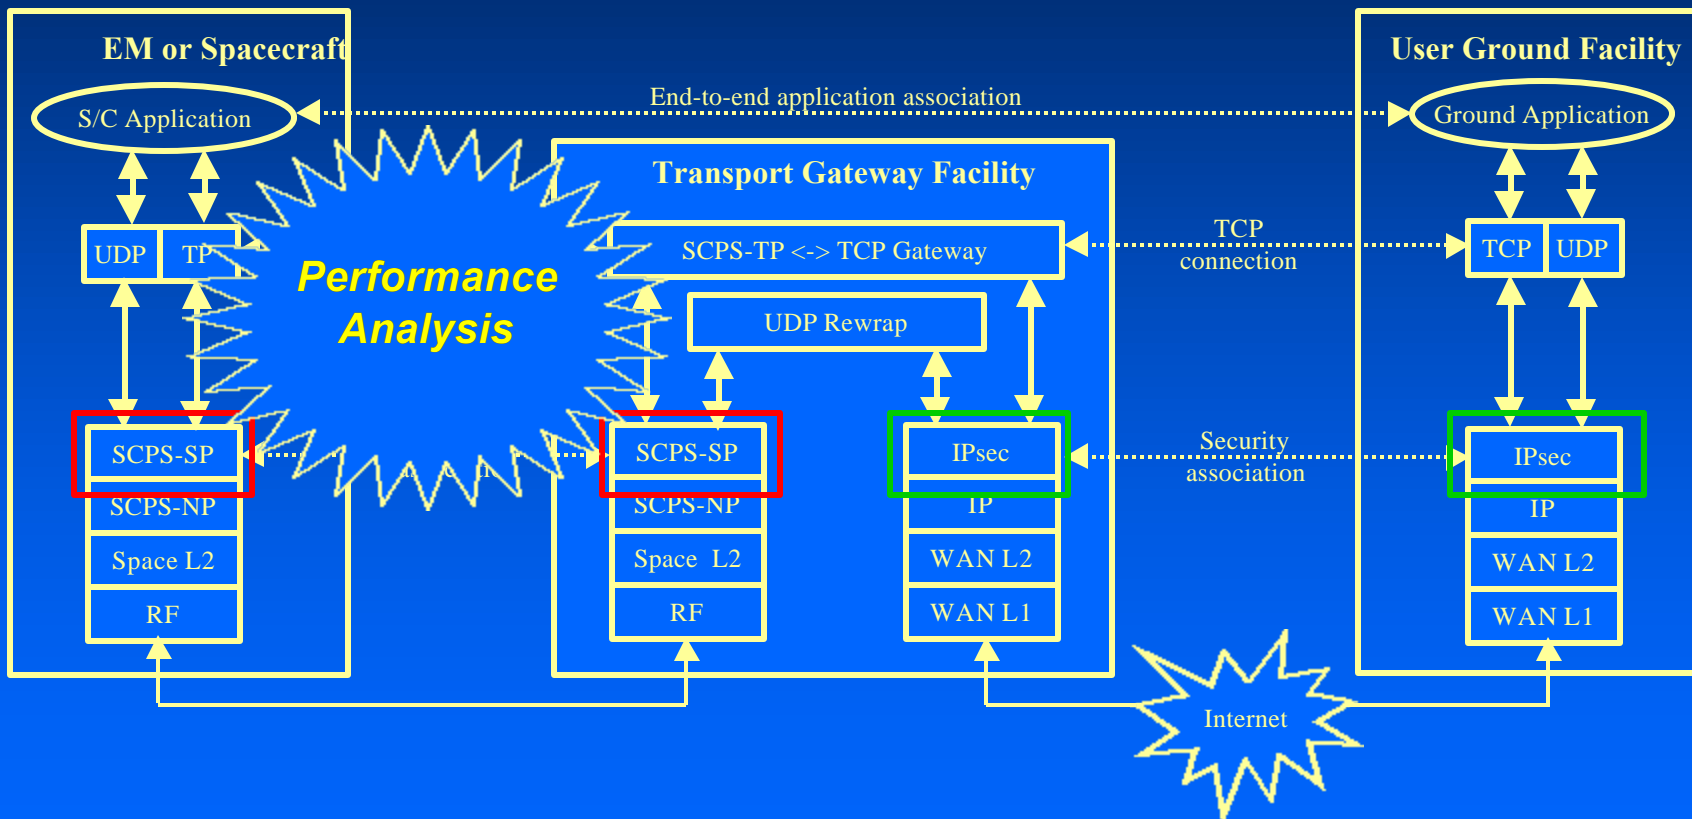 EM or Spacecraft
S/C Application
UDP
TP
SCPS-SP
SCPS-NP
Space L2
RF
End-to-end application association
Performance
Analysis
Transport Gateway Facility
SCPS-TP <-> TCP Gateway
UDP Rewrap
SCPS-SP
SCPS-NP
Space L2
RF
IPsec
IP
WAN L2
WAN L1
TCP
connection
Security
association
Internet
User Ground Facility
Ground Application
TCP
UDP
IPsec
IP
WAN L2
WAN L1